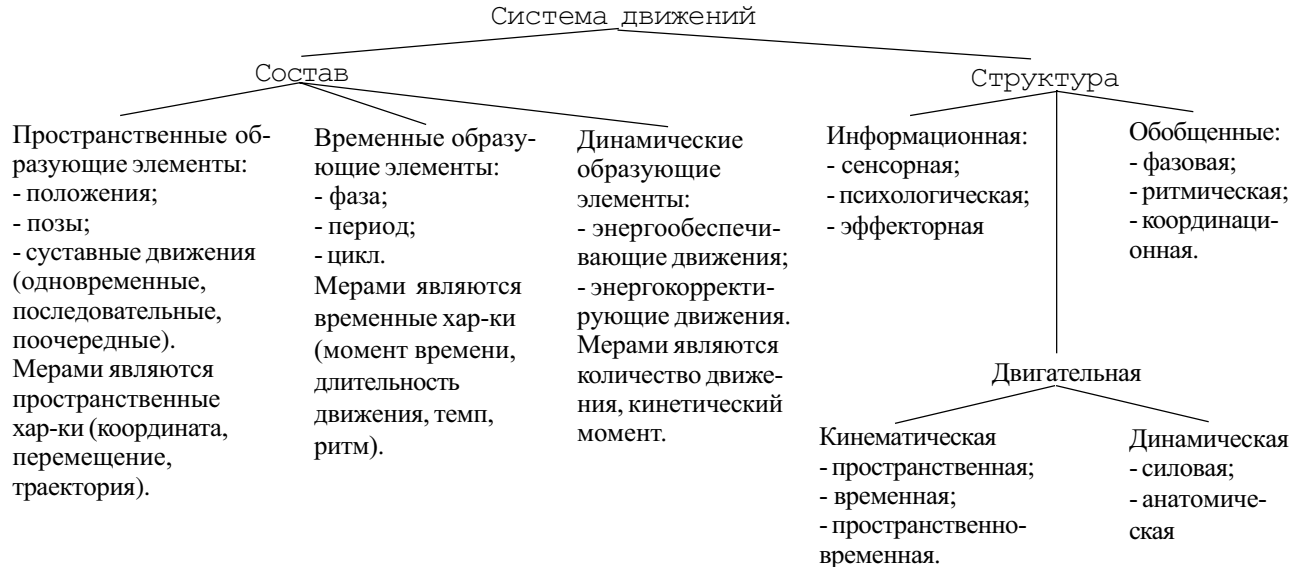 Система движений
Состав
Структура
Пространственные об-
разующие элементы:
- положения;
- позы;
- суставные движения
(одновременные,
последовательные,
поочередные).
Мерами являются
пространственные
хар-ки (координата,
перемещение,
траектория).
Временные образу-
ющие элементы:
- фаза;
- период;
- цикл.
Мерами являются
временные хар-ки
(момент времени,
длительность
движения, темп,
ритм).
Динамические
образующие
элементы:
- энергообеспечи-
вающие движения;
- энергокорректи-
рующие движения.
Мерами являются
количество движе-
ния, кинетический
момент.
Информационная:
- сенсорная;
- психологическая;
- эффекторная
Обобщенные:
- фазовая;
- ритмическая;
- координаци-
онная.
Двигательная
Кинематическая
- пространственная;
- временная;
- пространственно-
временная.
Динамическая
- силовая;
- анатомиче-
ская